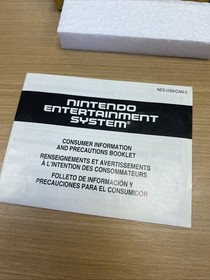 NES-USA/CAN-2
NINTENDO
ENTERTAINMENT
SYSTEM®
CONSUMER INFORMATION
AND PRECAUTIONS BOOKLET
RENSEIGNEMENTS ET AVERTISSEMENTS
À L'INTENTION DES CONSOMMATEURS
FOLLETO DE INFORMACIÓN Y
PRECAUCIONES PARA EL CONSUMIDOR